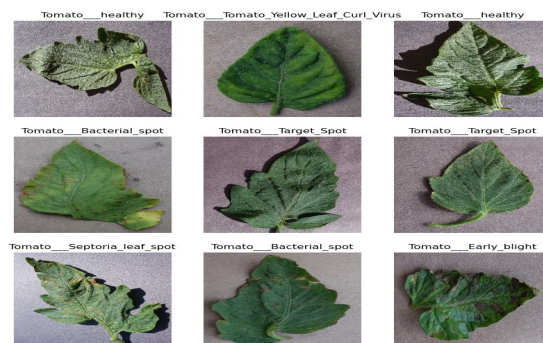 Tomato___healthy
Tomato___Tomato_Yellow_Leaf_Curl_Virus
Tomato___healthy
Tomato___Bacterial_spot
Tomato___Target_Spot
Tomato___Target_Spot
Tomato___Septoria_leaf_spot
Tomato___Bacterial_spot
Tomato___Early_blight